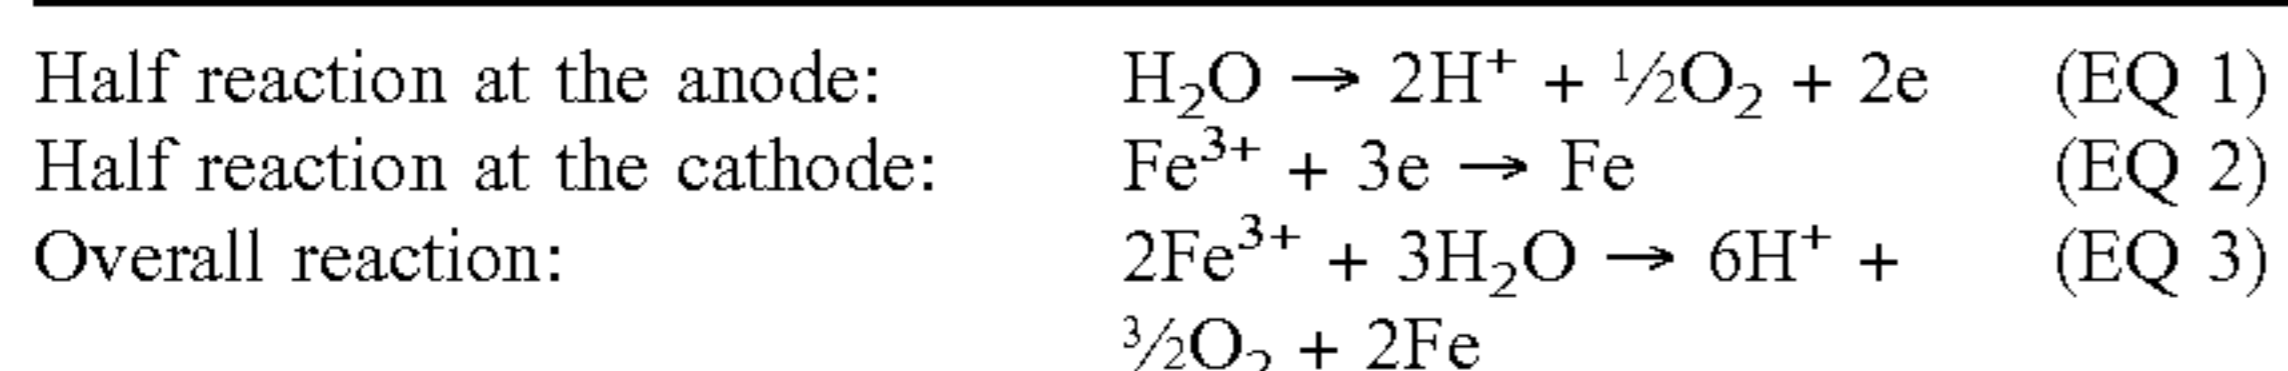 Half reaction at the anode: H₂O → 2H⁺ + ½O₂ + 2e (EQ 1)
Half reaction at the cathode: Fe³⁺ + 3e → Fe (EQ 2)
Overall reaction: 2Fe³⁺ + 3H₂O → 6H⁺ + (EQ 3)
³⁄₂O₂ + 2Fe